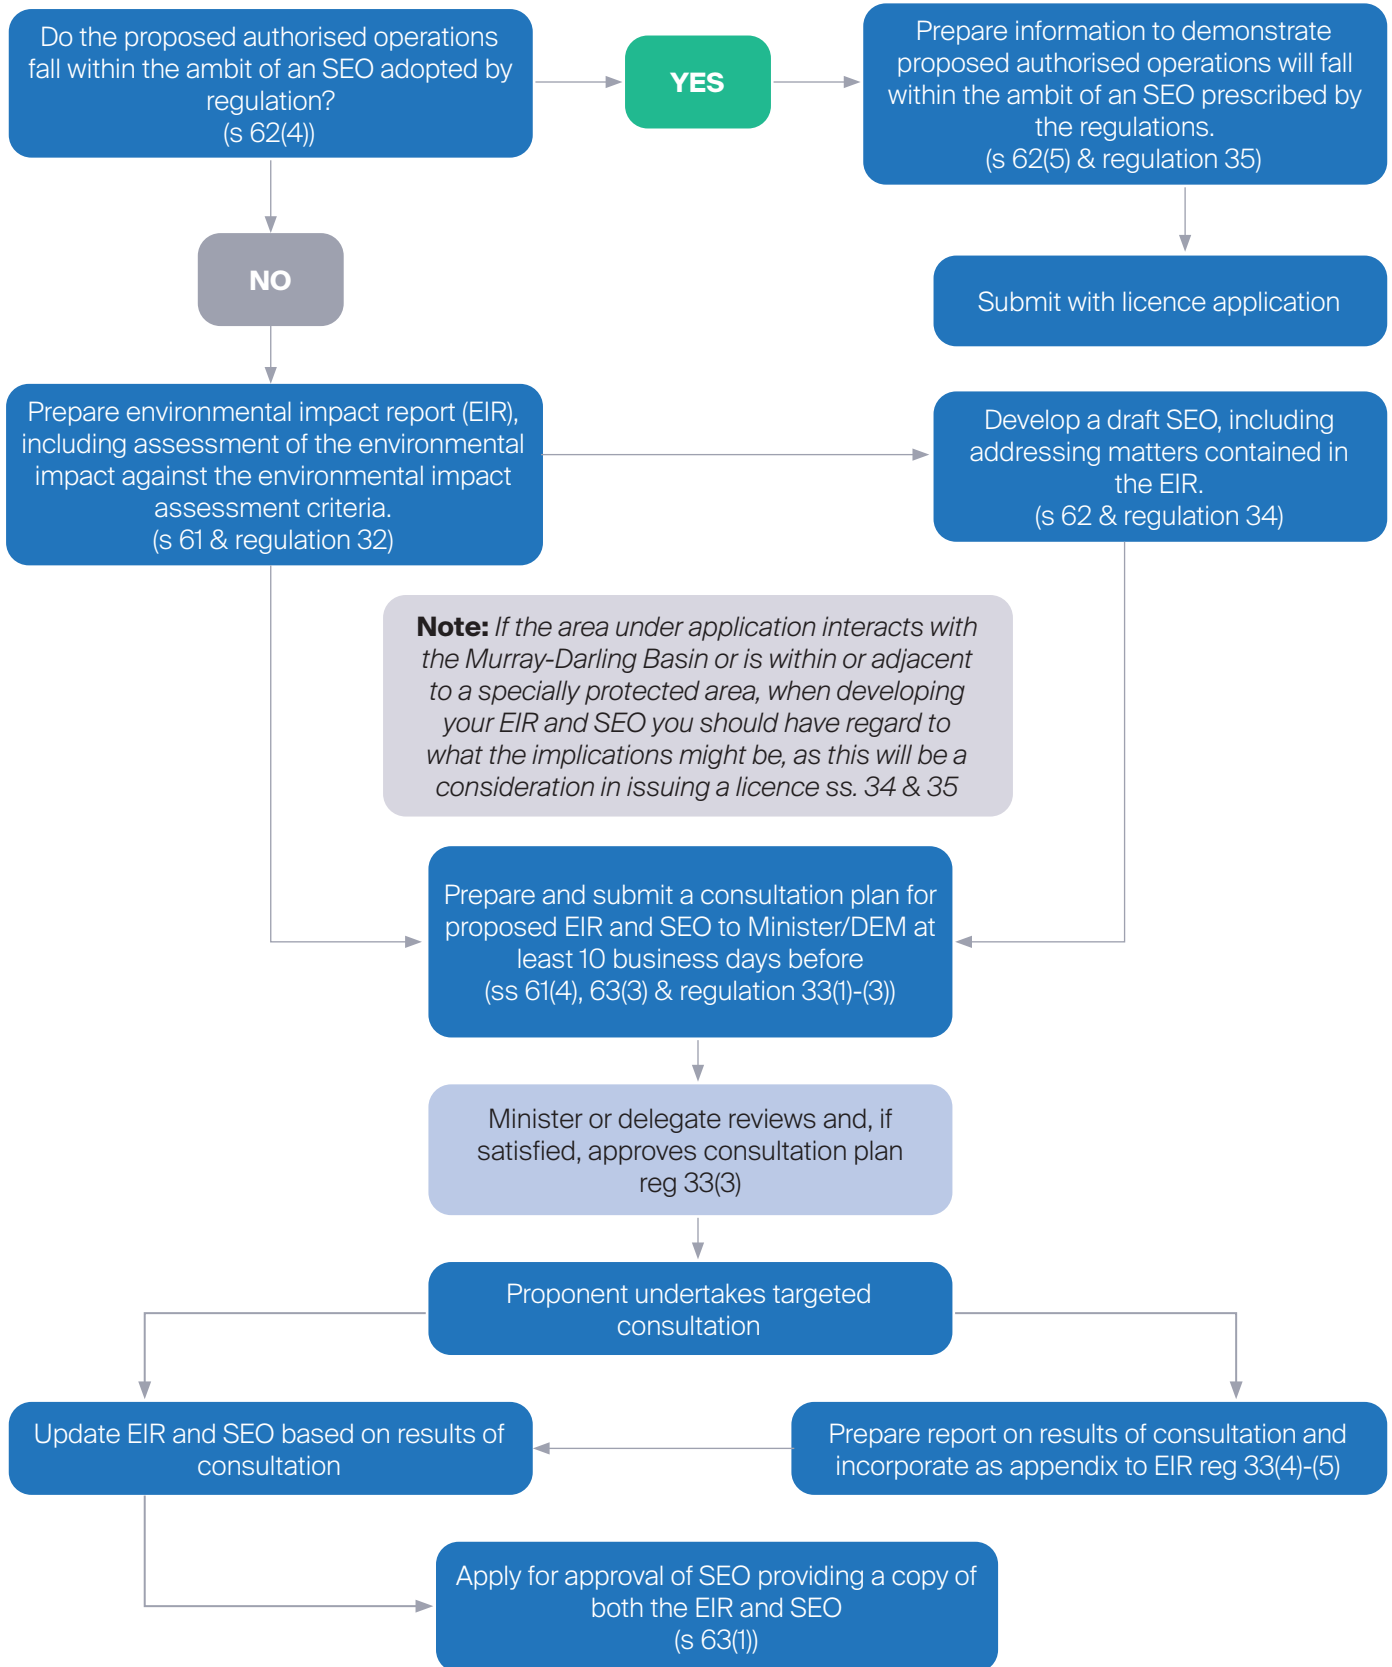 Do the proposed authorised operations
fall within the ambit of an SEO adopted by
regulation?
(s 62(4))
YES
Prepare information to demonstrate
proposed authorised operations will fall
within the ambit of an SEO prescribed by
the regulations.
(s 62(5) & regulation 35)
NO
Submit with licence application
Prepare environmental impact report (EIR),
including assessment of the environmental
impact against the environmental impact
assessment criteria.
(s 61 & regulation 32)
Develop a draft SEO, including
addressing matters contained in
the EIR.
(s 62 & regulation 34)
Note: If the area under application interacts with
the Murray-Darling Basin or is within or adjacent
to a specially protected area, when developing
your EIR and SEO you should have regard to
what the implications might be, as this will be a
consideration in issuing a licence ss. 34 & 35
Prepare and submit a consultation plan for
proposed EIR and SEO to Minister/DEM at
least 10 business days before
(ss 61(4), 63(3) & regulation 33(1)-(3))
Minister or delegate reviews and, if
satisfied, approves consultation plan
reg 33(3)
Proponent undertakes targeted
consultation
Update EIR and SEO based on results of
consultation
Prepare report on results of consultation and
incorporate as appendix to EIR reg 33(4)-(5)
Apply for approval of SEO providing a copy of
both the EIR and SEO
(s 63(1))